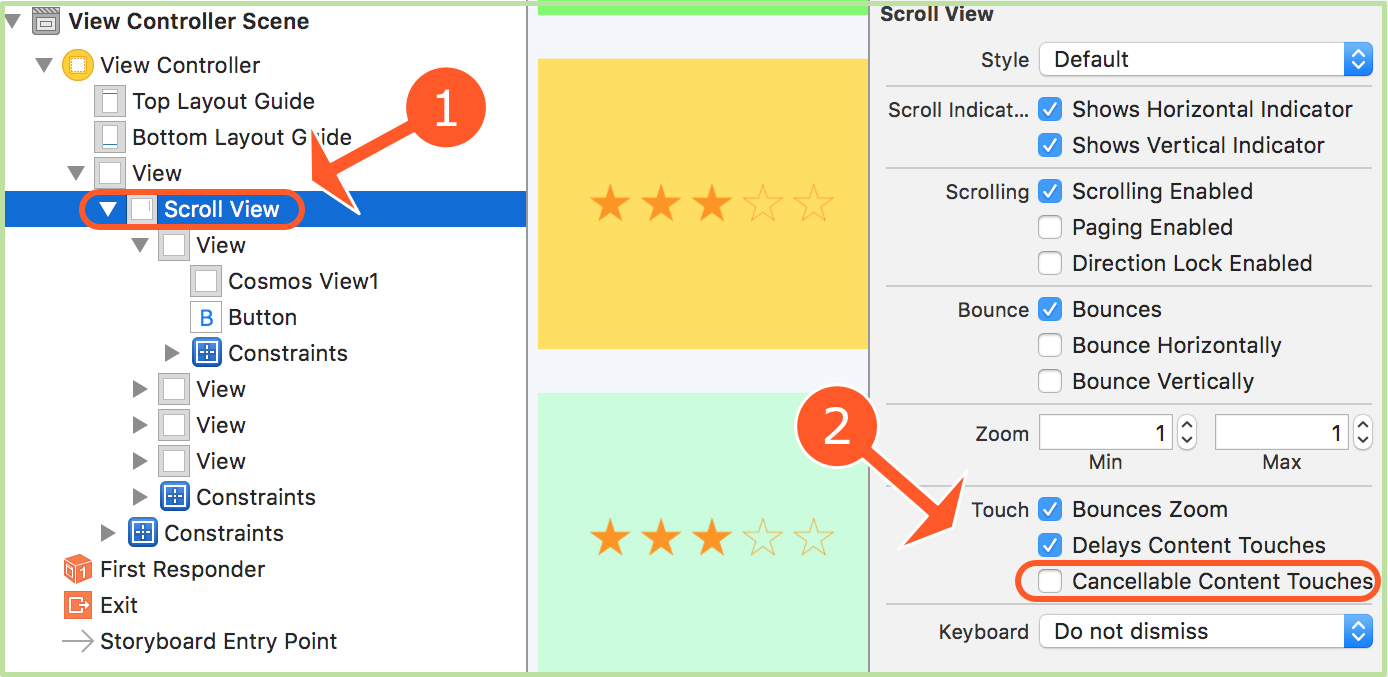 View Controller Scene
View Controller
Top Layout Guide
Bottom Layout Guide
View
Scroll View
View
Cosmos View1
B Button
Constraints
View
View
View
Constraints
Constraints
First Responder
Exit
Storyboard Entry Point
1
2
Scroll View
Style Default
Scroll Indicat... Shows Horizontal Indicator
Shows Vertical Indicator
Scrolling Scrolling Enabled
Paging Enabled
Direction Lock Enabled
Bounce Bounces
Bounce Horizontally
Bounce Vertically
Zoom 1 1
Min Max
Touch Bounces Zoom
Delays Content Touches
Cancellable Content Touches
Keyboard Do not dismiss